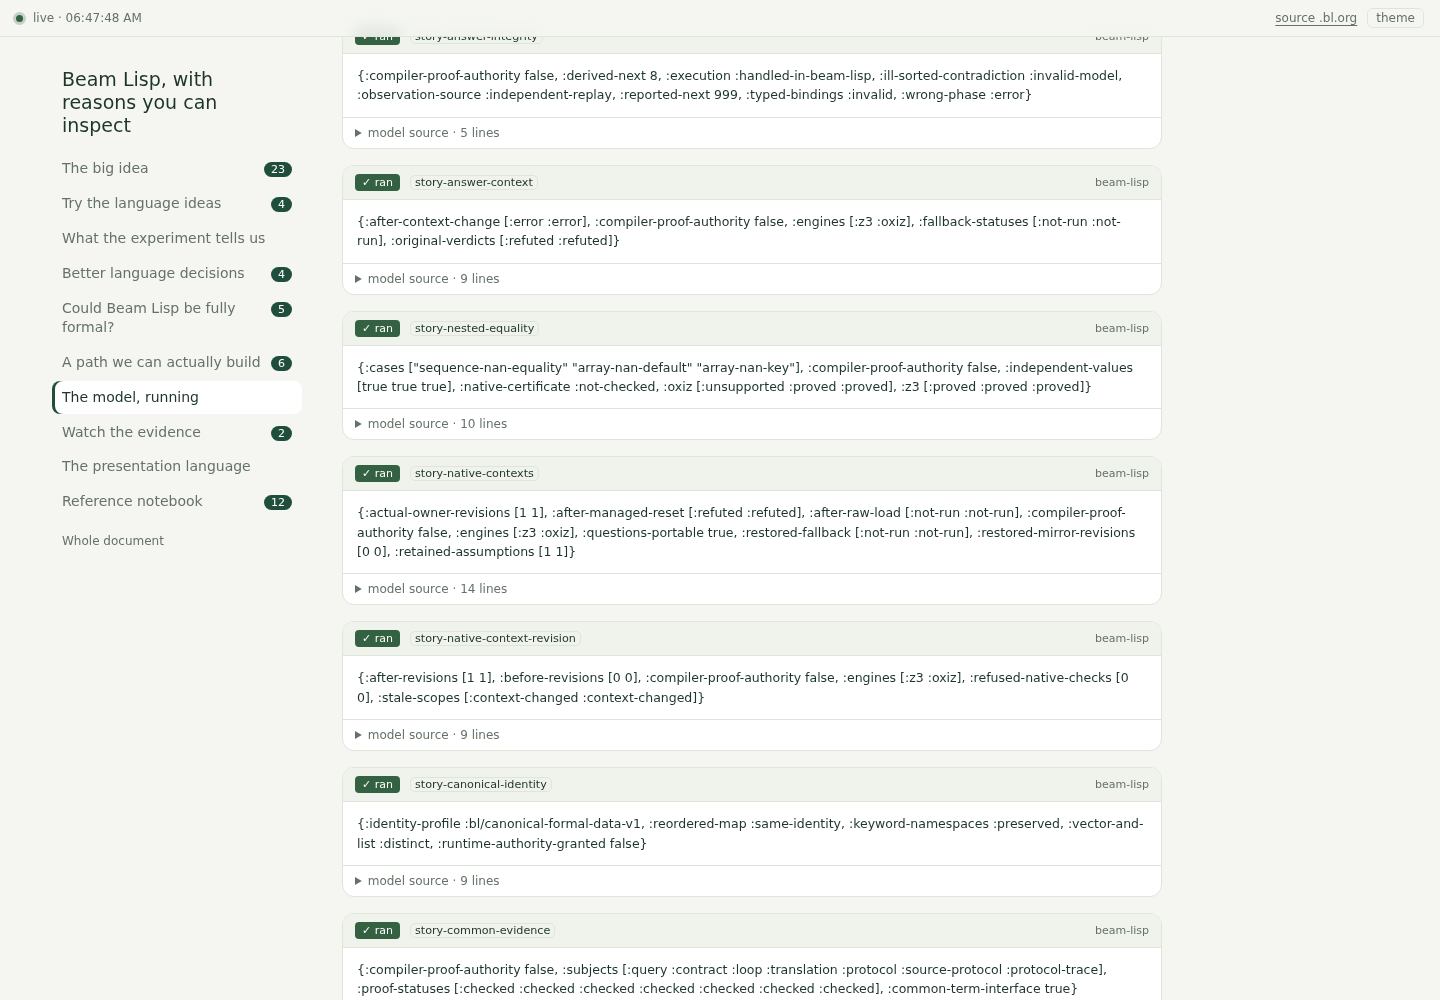 live · 06:47:48 AM
source .bl.org
theme
Beam Lisp, with
reasons you can
inspect
The big idea 23
Try the language ideas 4
What the experiment tells us
Better language decisions 4
Could Beam Lisp be fully 5
formal?
A path we can actually build 6
The model, running
Watch the evidence 2
The presentation language
Reference notebook 12
Whole document
✓ ran story-answer-integrity beam-lisp
{:compiler-proof-authority false, :derived-next 8, :execution :handled-in-beam-lisp, :ill-sorted-contradiction :invalid-model,
:observation-source :independent-replay, :reported-next 999, :typed-bindings :invalid, :wrong-phase :error}
▶ model source · 5 lines
✓ ran story-answer-context beam-lisp
{:after-context-change [:error :error], :compiler-proof-authority false, :engines [:z3 :oxiz], :fallback-statuses [:not-run :not-
run], :original-verdicts [:refuted :refuted]}
▶ model source · 9 lines
✓ ran story-nested-equality beam-lisp
{:cases ["sequence-nan-equality" "array-nan-default" "array-nan-key"], :compiler-proof-authority false, :independent-values
[true true true], :native-certificate :not-checked, :oxiz [:unsupported :proved :proved], :z3 [:proved :proved :proved]}
▶ model source · 10 lines
✓ ran story-native-contexts beam-lisp
{:actual-owner-revisions [1 1], :after-managed-reset [:refuted :refuted], :after-raw-load [:not-run :not-run], :compiler-proof-
authority false, :engines [:z3 :oxiz], :questions-portable true, :restored-fallback [:not-run :not-run], :restored-mirror-revisions
[0 0], :retained-assumptions [1 1]}
▶ model source · 14 lines
✓ ran story-native-context-revision beam-lisp
{:after-revisions [1 1], :before-revisions [0 0], :compiler-proof-authority false, :engines [:z3 :oxiz], :refused-native-checks [0
0], :stale-scopes [:context-changed :context-changed]}
▶ model source · 9 lines
✓ ran story-canonical-identity beam-lisp
{:identity-profile :bl/canonical-formal-data-v1, :reordered-map :same-identity, :keyword-namespaces :preserved, :vector-and-
list :distinct, :runtime-authority-granted false}
▶ model source · 9 lines
✓ ran story-common-evidence beam-lisp
{:compiler-proof-authority false, :subjects [:query :contract :loop :translation :protocol :source-protocol :protocol-trace],
:proof-statuses [:checked :checked :checked :checked :checked :checked :checked], :common-term-interface true}